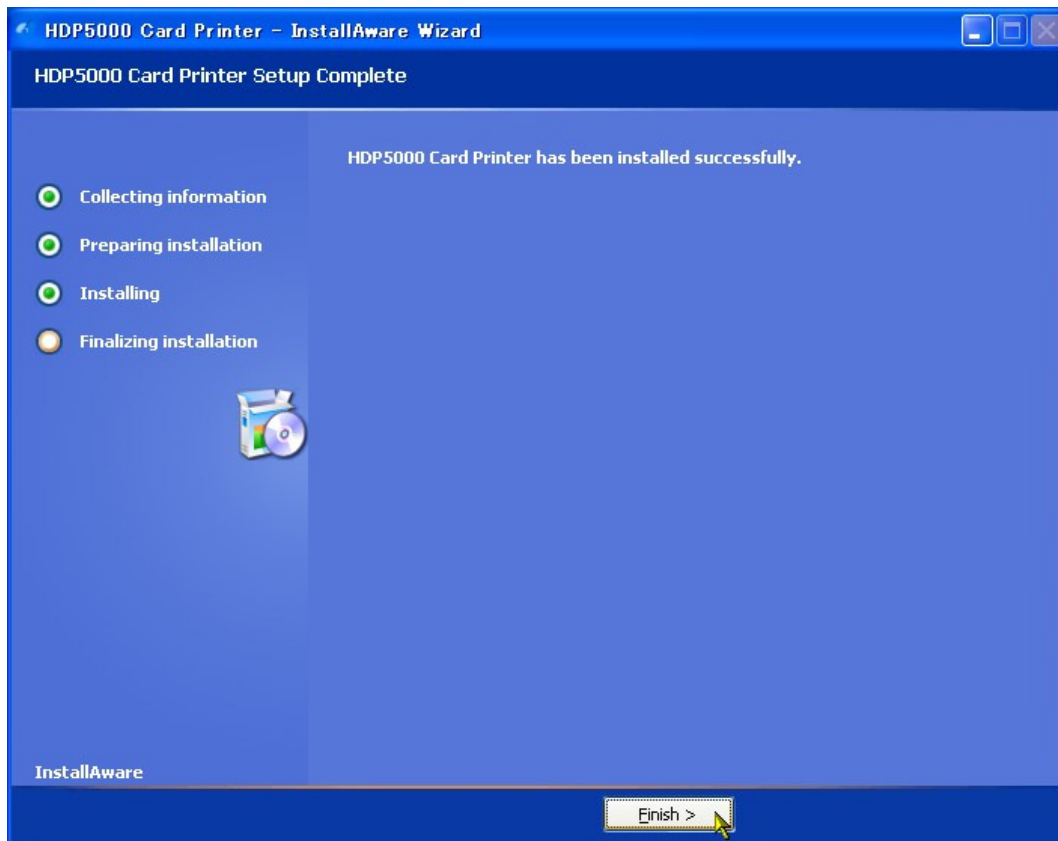 HDP5000 Card Printer - InstallAware Wizard
HDP5000 Card Printer Setup Complete
HDP5000 Card Printer has been installed successfully.
Collecting information
Preparing installation
Installing
Finalizing installation
InstallAware
Finish >